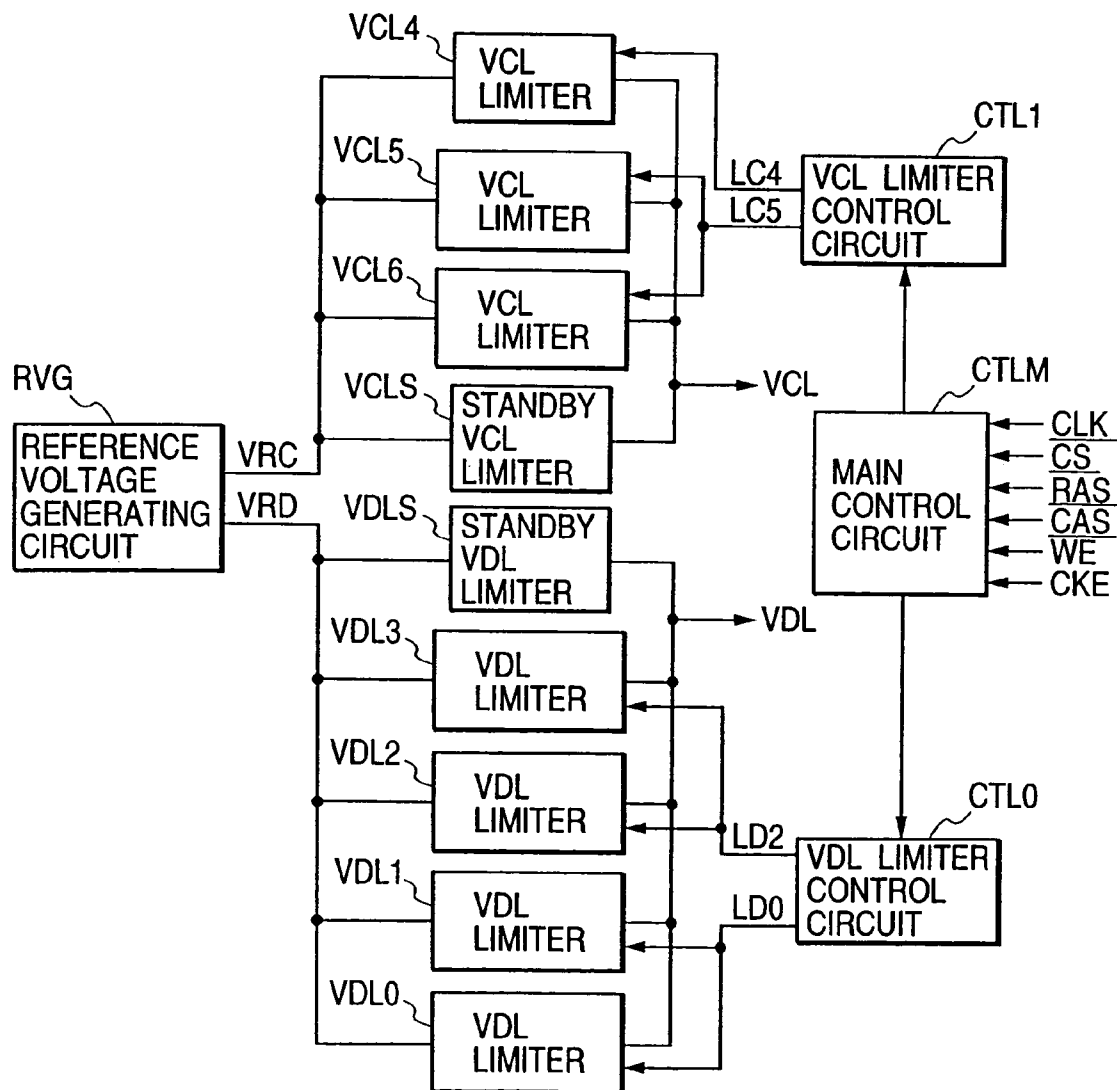 VCL4
VCL
LIMITER
VCL5
VCL
LIMITER
VCL6
VCL
LIMITER
VCLS
STANDBY
VCL
LIMITER
VCL
LC4
LC5
CTL1
VCL LIMITER
CONTROL
CIRCUIT
RVG
REFERENCE
VOLTAGE
GENERATING
CIRCUIT
VRC
VRD
CTLM
MAIN
CONTROL
CIRCUIT
CLK
CS
RAS
CAS
WE
CKE
VDLS
STANDBY
VDL
LIMITER
VDL
VDL3
VDL
LIMITER
VDL2
VDL
LIMITER
VDL1
VDL
LIMITER
VDL0
VDL
LIMITER
LD2
LD0
CTL0
VDL LIMITER
CONTROL
CIRCUIT